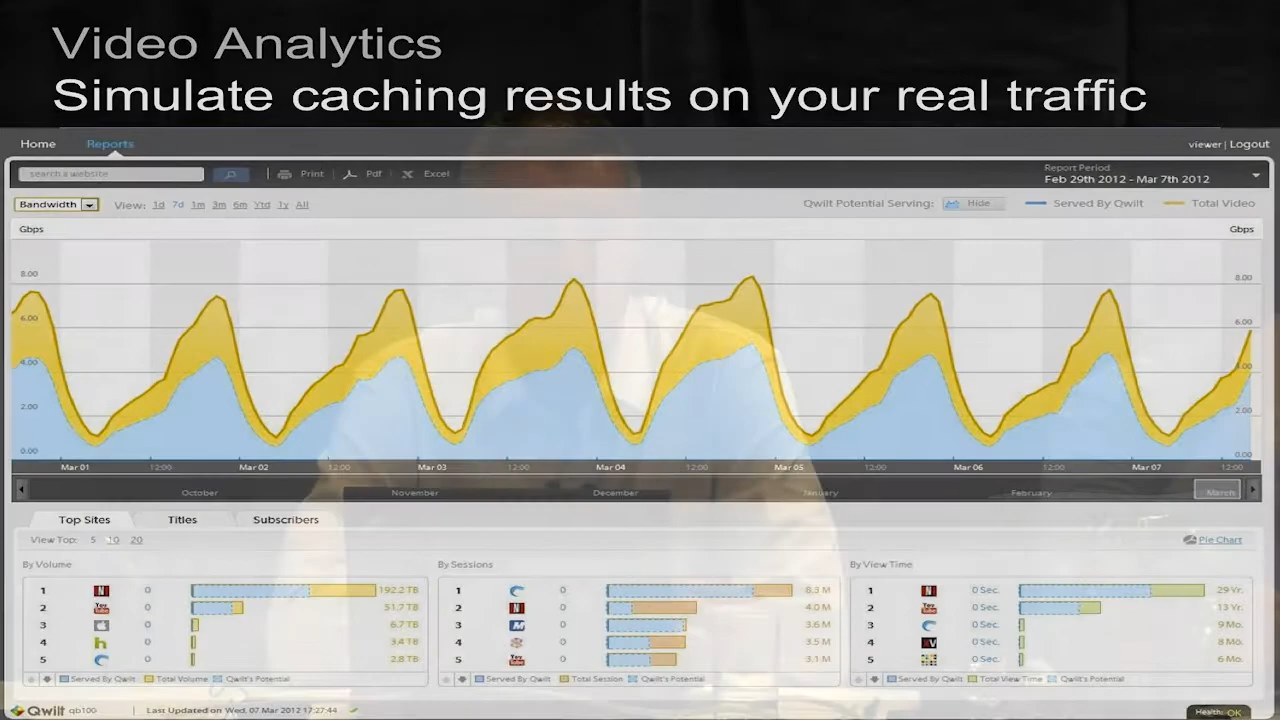 Video Analytics
Simulate caching results on your real traffic
Home Reports viewer | Logout
search a website Print Pdf Excel Report Period
Feb 29th 2012 - Mar 7th 2012
Bandwidth View: 1d 7d 1m 3m 6m Ytd 1y All Qwilt Potential Serving: Hide Served By Qwilt Total Video
Gbps Gbps
8.00 8.00
6.00 6.00
4.00 4.00
2.00 2.00
0.00 0.00
Mar 01 12:00 Mar 02 12:00 Mar 03 12:00 Mar 04 12:00 Mar 05 12:00 Mar 06 12:00 Mar 07 12:00
October November December January February March
Top Sites Titles Subscribers
View Top: 5 10 20 Pie Chart
By Volume By Sessions By View Time
1 N 0 192.2 TB 1 0 8.3 M 1 N 0 Sec. 29 Yr.
2 You Tube 0 51.7 TB 2 N 0 4.0 M 2 You Tube 0 Sec. 13 Yr.
3 0 6.7 TB 3 M 0 3.6 M 3 0 Sec. 9 Mo.
4 h 0 3.4 TB 4 0 3.5 M 4 0 Sec. 8 Mo.
5 0 2.8 TB 5 You Tube 0 3.1 M 5 0 Sec. 6 Mo.
Served By Qwilt Total Volume Qwilt's Potential Served By Qwilt Total Session Qwilt's Potential Served By Qwilt Total View Time Qwilt's Potential
Qwilt qb100 | Last Updated on Wed, 07 Mar 2012 17:27:44 Health: OK